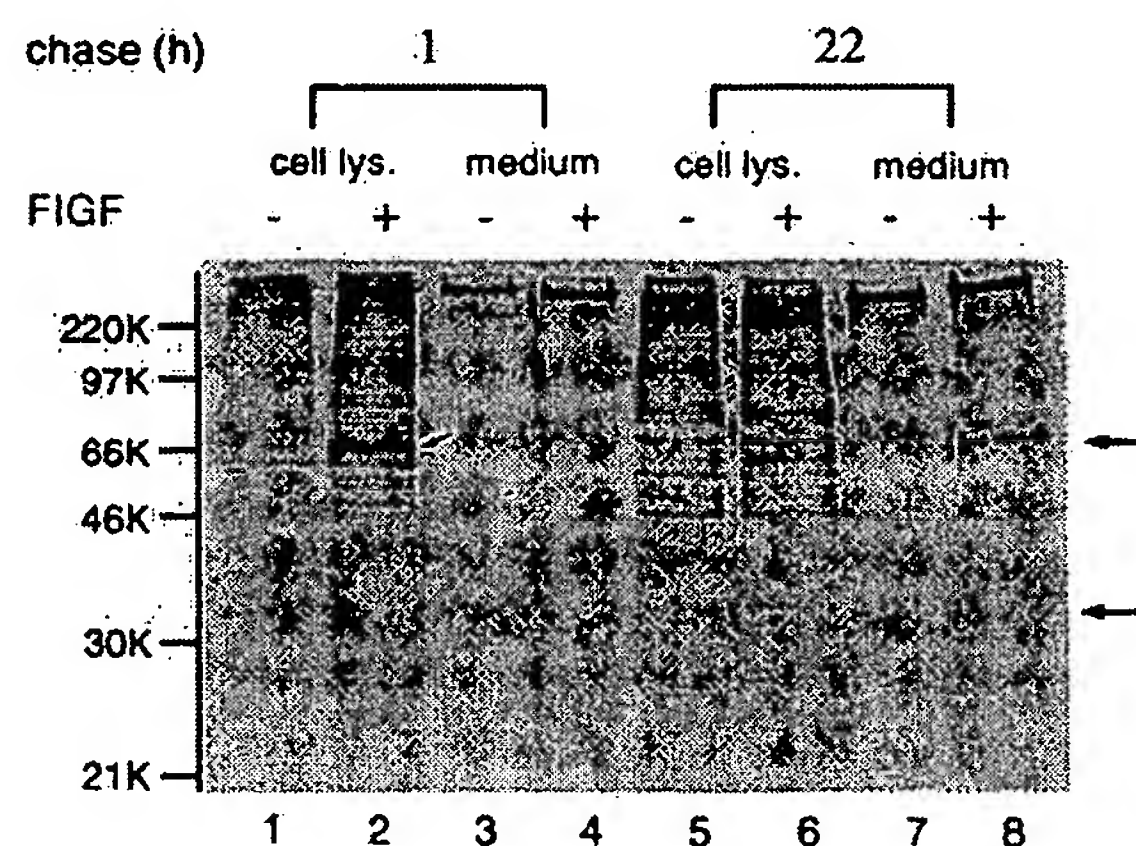 chase (h) 1 22
cell lys. medium cell lys. medium
FIGF - + - + - + - +
220K
97K
66K
46K
30K
21K
1 2 3 4 5 6 7 8